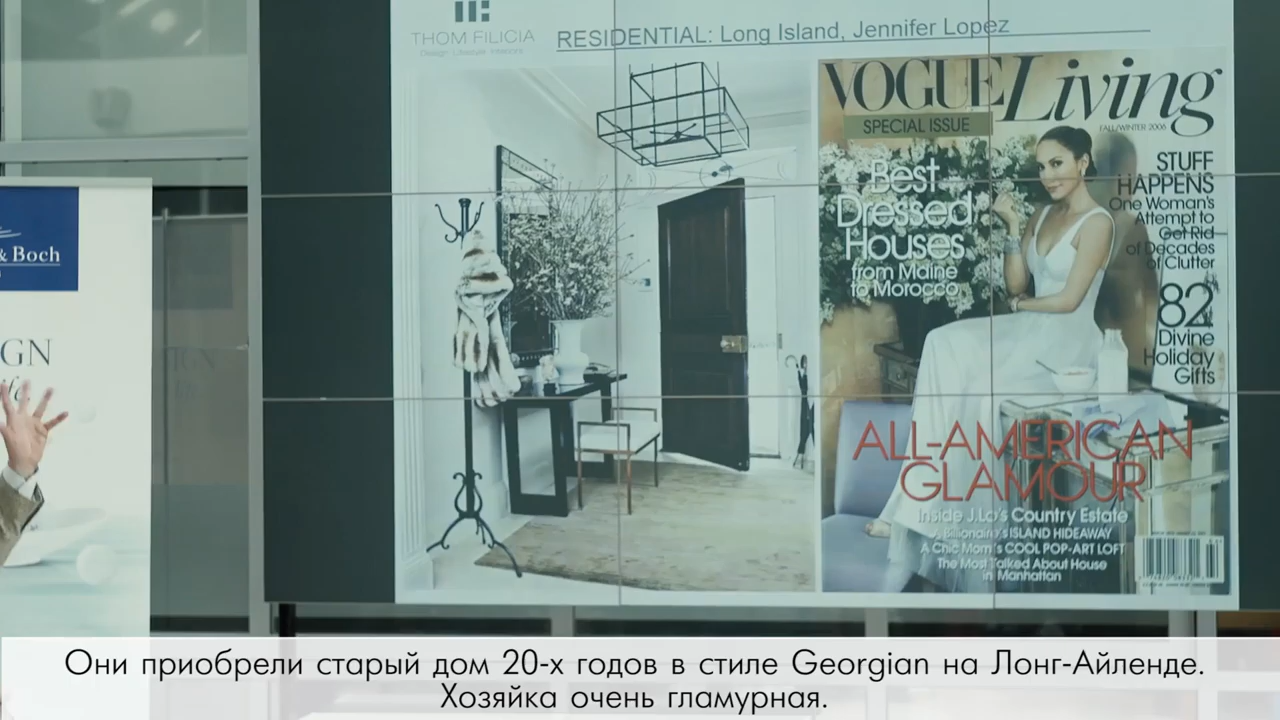 THOM FILICIA
RESIDENTIAL: Long Island, Jennifer Lopez
VOGUE Living
SPECIAL ISSUE
FALL/WINTER 2006
Best
Dressed
Houses
from Maine
to Morocco
STUFF
HAPPENS
One Woman's
Attempt to
Get Rid
of Decades
of Clutter
82
Divine
Holiday
Gifts
ALL-AMERICAN
GLAMOUR
Inside J.Lo's Country Estate
A Billionaire's ISLAND HIDEAWAY
A Chic Mom's COOL POP-ART LOFT
The Most Talked About House
in Manhattan
& Boch
GN
Они приобрели старый дом 20-х годов в стиле Georgian на Лонг-Айленде.
Хозяйка очень гламурная.